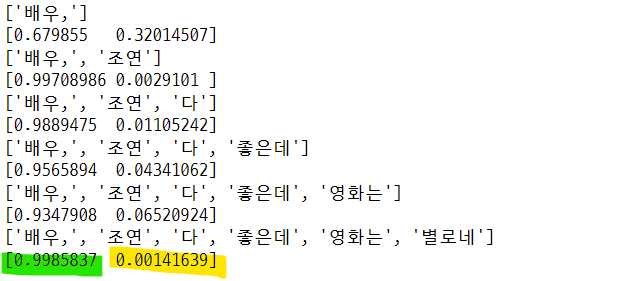 ['배우,']
[0.679855   0.32014507]
['배우,', '조연']
[0.99708986 0.0029101 ]
['배우,', '조연', '다']
[0.9889475  0.01105242]
['배우,', '조연', '다', '좋은데']
[0.9565894  0.04341062]
['배우,', '조연', '다', '좋은데', '영화는']
[0.9347908  0.06520924]
['배우,', '조연', '다', '좋은데', '영화는', '별로네']
[0.9985837  0.00141639]